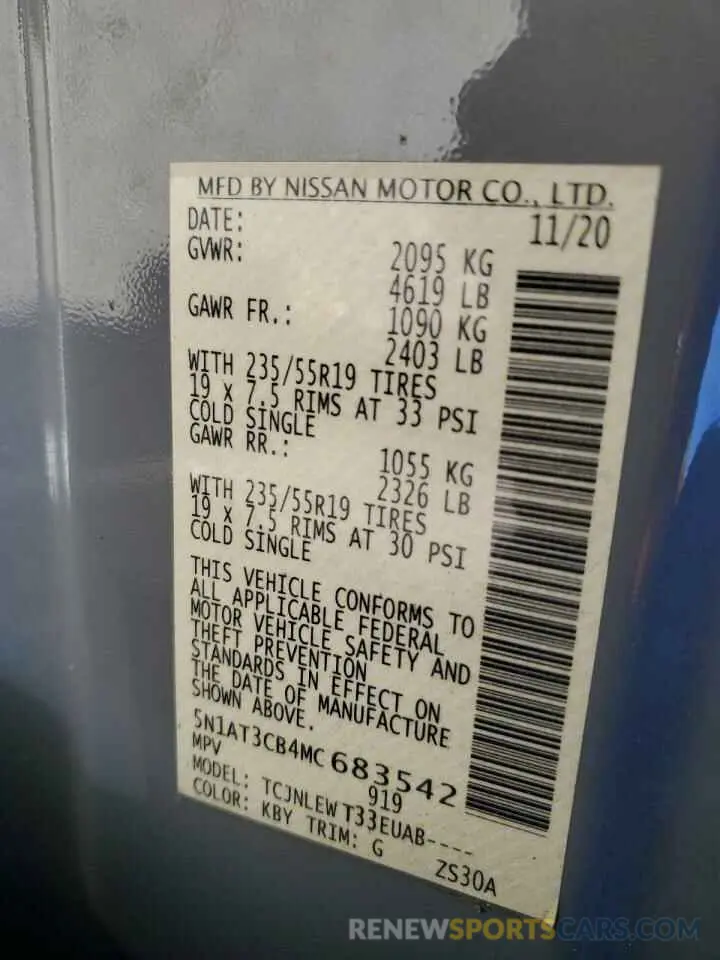 MFD BY NISSAN MOTOR CO., LTD.
DATE: 11/20
GVWR: 2095 KG
4619 LB
GAWR FR.: 1090 KG
2403 LB
WITH 235/55R19 TIRES
19 X 7.5 RIMS AT 33 PSI
COLD SINGLE
GAWR RR.: 1055 KG
2326 LB
WITH 235/55R19 TIRES
19 X 7.5 RIMS AT 30 PSI
COLD SINGLE
THIS VEHICLE CONFORMS TO
ALL APPLICABLE FEDERAL
MOTOR VEHICLE SAFETY AND
THEFT PREVENTION
STANDARDS IN EFFECT ON
THE DATE OF MANUFACTURE
SHOWN ABOVE.
5N1AT3CB4MC683542
MPV 919
MODEL: TCJNLEWT33EUAB----
COLOR: KBY TRIM: G ZS30A
RENEWSPORTSCARS.COM